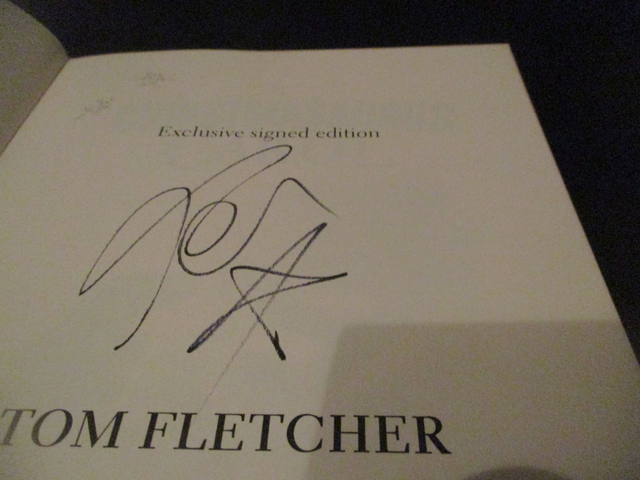 Exclusive signed edition
TOM FLETCHER